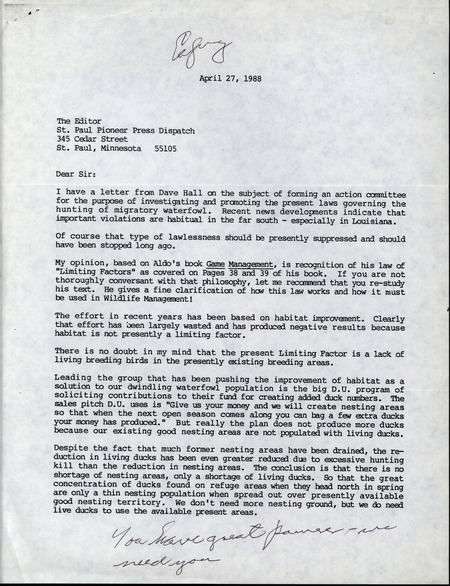 Copy
April 27, 1988
The Editor
St. Paul Pioneer Press Dispatch
345 Cedar Street
St. Paul, Minnesota 55105
Dear Sir:
I have a letter from Dave Hall on the subject of forming an action committee
for the purpose of investigating and promoting the present laws governing the
hunting of migratory waterfowl. Recent news developments indicate that
important violations are habitual in the far south - especially in Louisiana.
Of course that type of lawlessness should be presently suppressed and should
have been stopped long ago.
My opinion, based on Aldo's book Game Management, is recognition of his law of
"Limiting Factors" as covered on Pages 38 and 39 of his book. If you are not
thoroughly conversant with that philosophy, let me recommend that you re-study
his text. He gives a fine clarification of how this law works and how it must
be used in Wildlife Management!
The effort in recent years has been based on habitat improvement. Clearly
that effort has been largely wasted and has produced negative results because
habitat is not presently a limiting factor.
There is no doubt in my mind that the present Limiting Factor is a lack of
living breeding birds in the presently existing breeding areas.
Leading the group that has been pushing the improvement of habitat as a
solution to our dwindling waterfowl population is the big D.U. program of
soliciting contributions to their fund for creating added duck numbers. The
sales pitch D.U. uses is "Give us your money and we will create nesting areas
so that when the next open season comes along you can bag a few extra ducks
your money has produced." But really the plan does not produce more ducks
because our existing good nesting areas are not populated with living ducks.
Despite the fact that much former nesting areas have been drained, the re-
duction in living ducks has been even greater reduced due to excessive hunting
kill than the reduction in nesting areas. The conclusion is that there is no
shortage of nesting areas, only a shortage of living ducks. So that the great
concentration of ducks found on refuge areas when they head north in spring
are only a thin nesting population when spread out over presently available
good nesting territory. We don't need more nesting ground, but we do need
live ducks to use the available present areas.
You have great power - we
need you